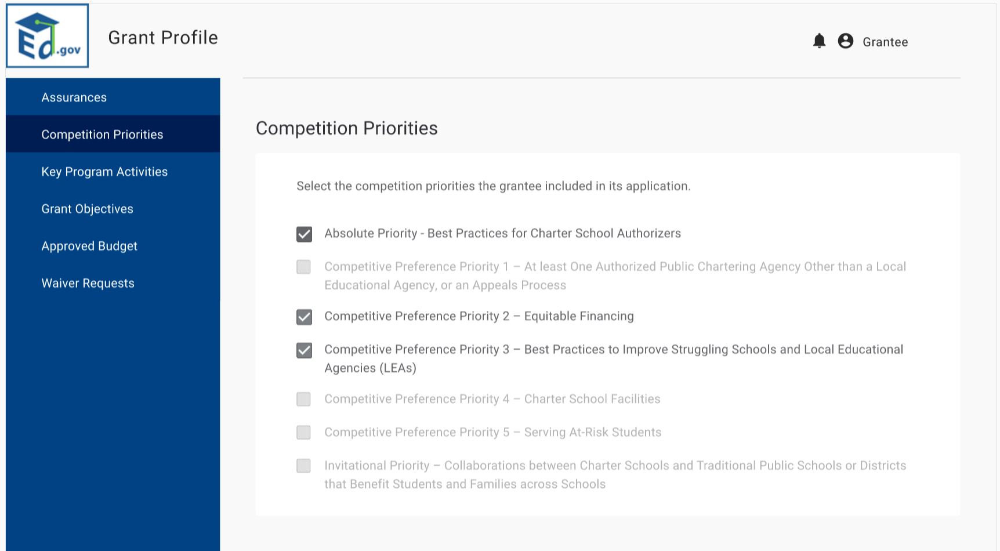 Ed.gov
Grant Profile
Grantee
Assurances
Competition Priorities
Key Program Activities
Grant Objectives
Approved Budget
Waiver Requests
Competition Priorities
Select the competition priorities the grantee included in its application.
Absolute Priority - Best Practices for Charter School Authorizers
Competitive Preference Priority 1 – At least One Authorized Public Chartering Agency Other than a Local
Educational Agency, or an Appeals Process
Competitive Preference Priority 2 – Equitable Financing
Competitive Preference Priority 3 – Best Practices to Improve Struggling Schools and Local Educational
Agencies (LEAs)
Competitive Preference Priority 4 – Charter School Facilities
Competitive Preference Priority 5 – Serving At-Risk Students
Invitational Priority – Collaborations between Charter Schools and Traditional Public Schools or Districts
that Benefit Students and Families across Schools